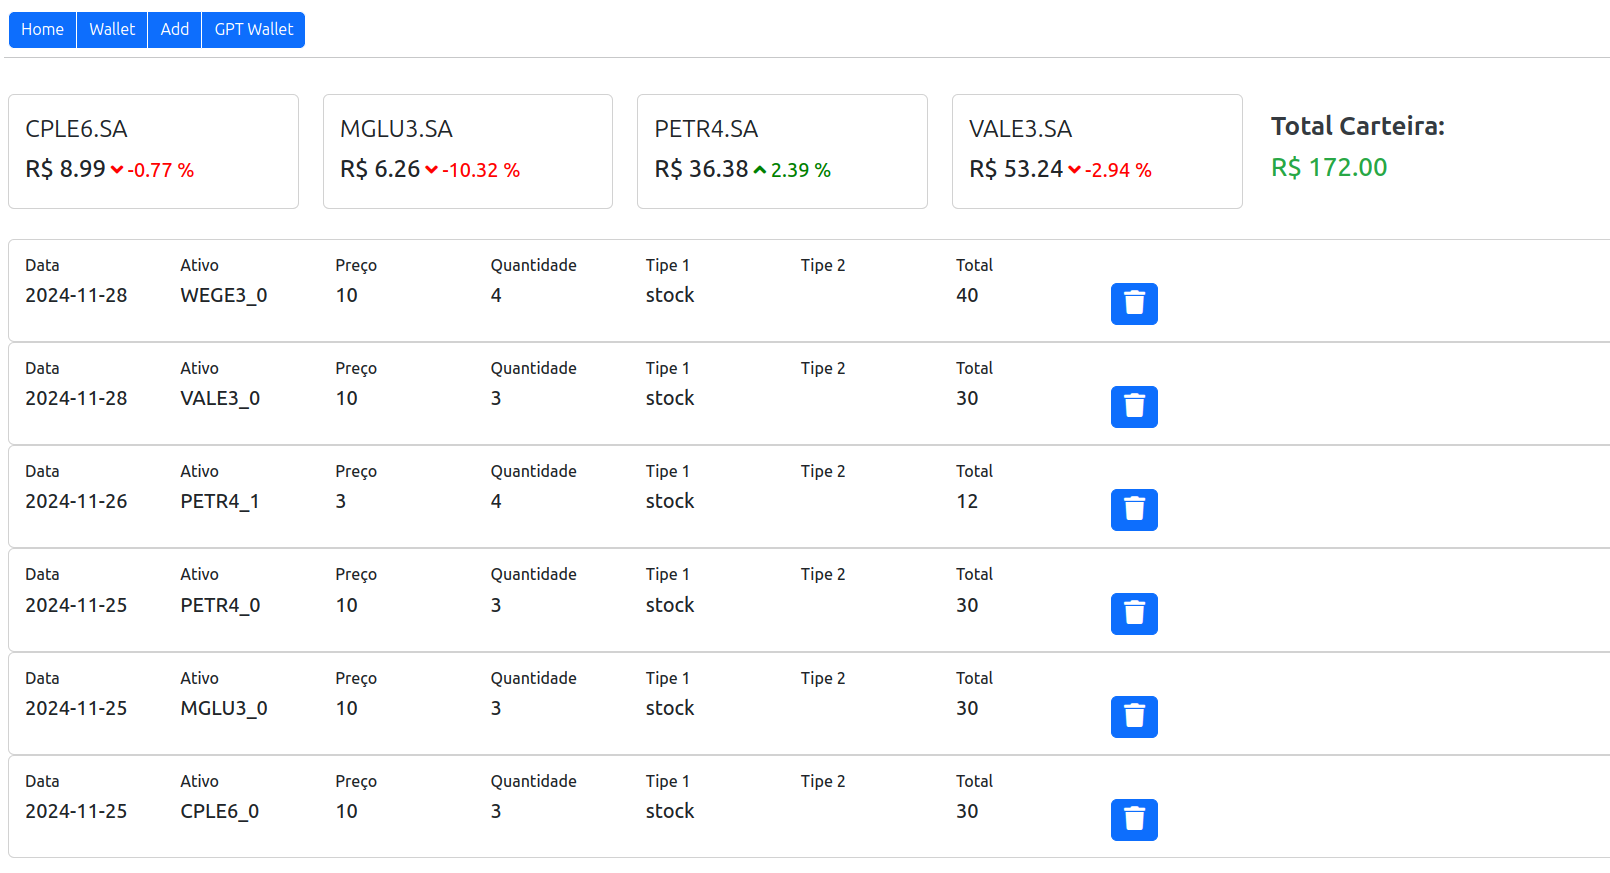 Home Wallet Add GPT Wallet
CPLE6.SA
R$ 8.99 -0.77 %
MGLU3.SA
R$ 6.26 -10.32 %
PETR4.SA
R$ 36.38 2.39 %
VALE3.SA
R$ 53.24 -2.94 %
Total Carteira:
R$ 172.00
Data Ativo Preço Quantidade Tipe 1 Tipe 2 Total
2024-11-28 WEGE3_0 10 4 stock 40
Data Ativo Preço Quantidade Tipe 1 Tipe 2 Total
2024-11-28 VALE3_0 10 3 stock 30
Data Ativo Preço Quantidade Tipe 1 Tipe 2 Total
2024-11-26 PETR4_1 3 4 stock 12
Data Ativo Preço Quantidade Tipe 1 Tipe 2 Total
2024-11-25 PETR4_0 10 3 stock 30
Data Ativo Preço Quantidade Tipe 1 Tipe 2 Total
2024-11-25 MGLU3_0 10 3 stock 30
Data Ativo Preço Quantidade Tipe 1 Tipe 2 Total
2024-11-25 CPLE6_0 10 3 stock 30